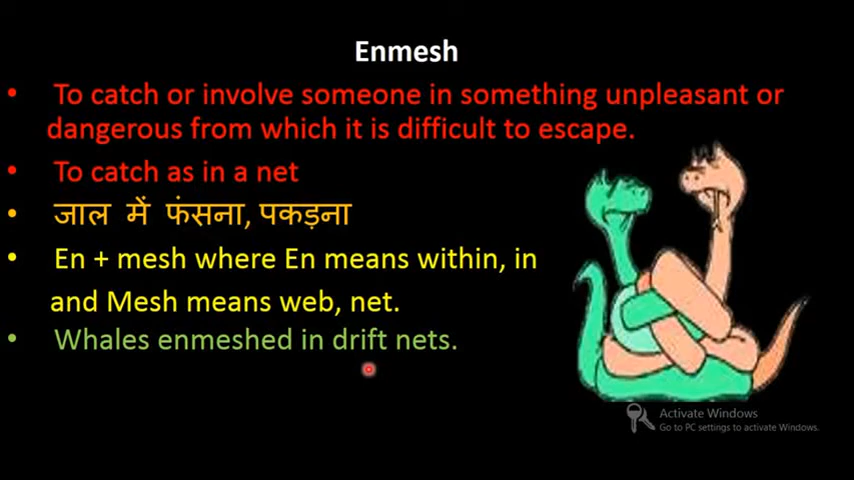 Enmesh
• To catch or involve someone in something unpleasant or
dangerous from which it is difficult to escape.
• To catch as in a net
• जाल में फंसना, पकड़ना
• En + mesh where En means within, in
and Mesh means web, net.
• Whales enmeshed in drift nets.
Activate Windows
Go to PC settings to activate Windows.